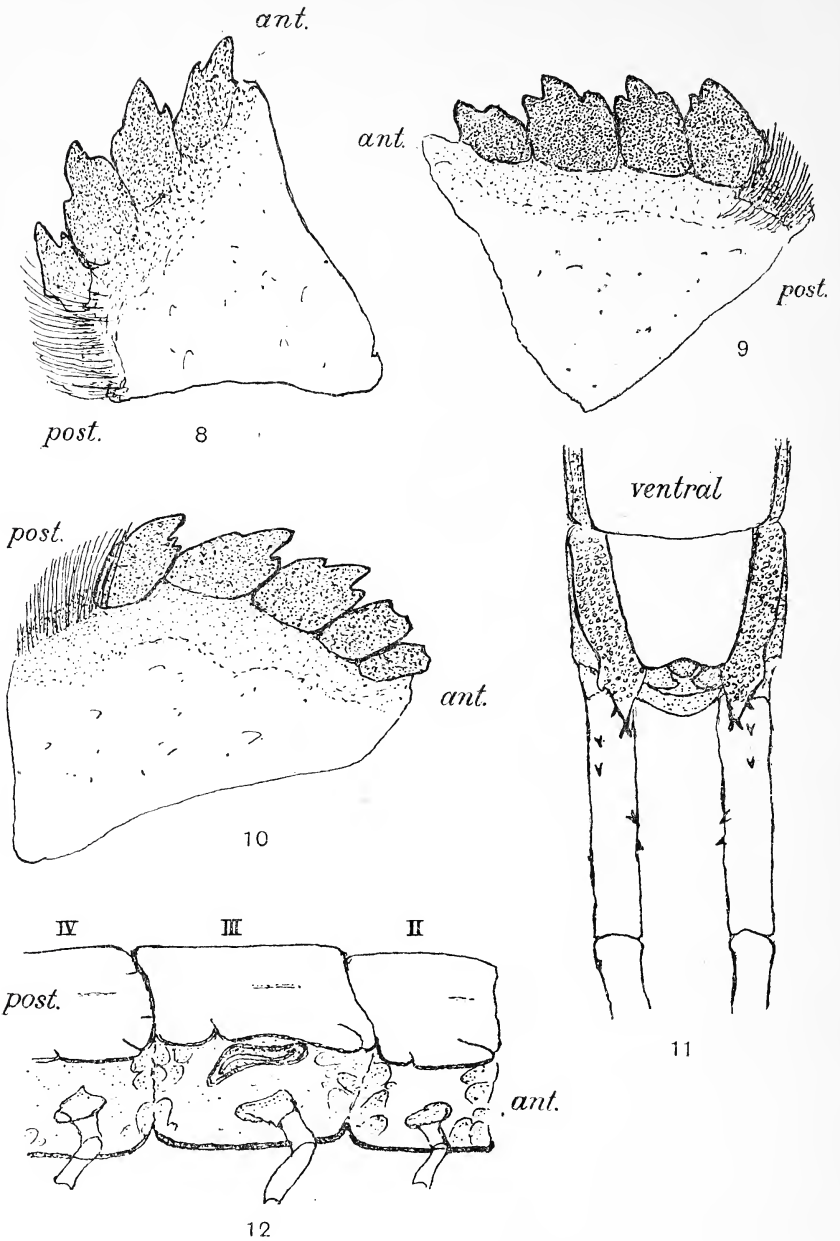 ant.
ant.
post.
9
post. 8
ventral
post.
ant.
10
11
IV III II
post.
ant.
12